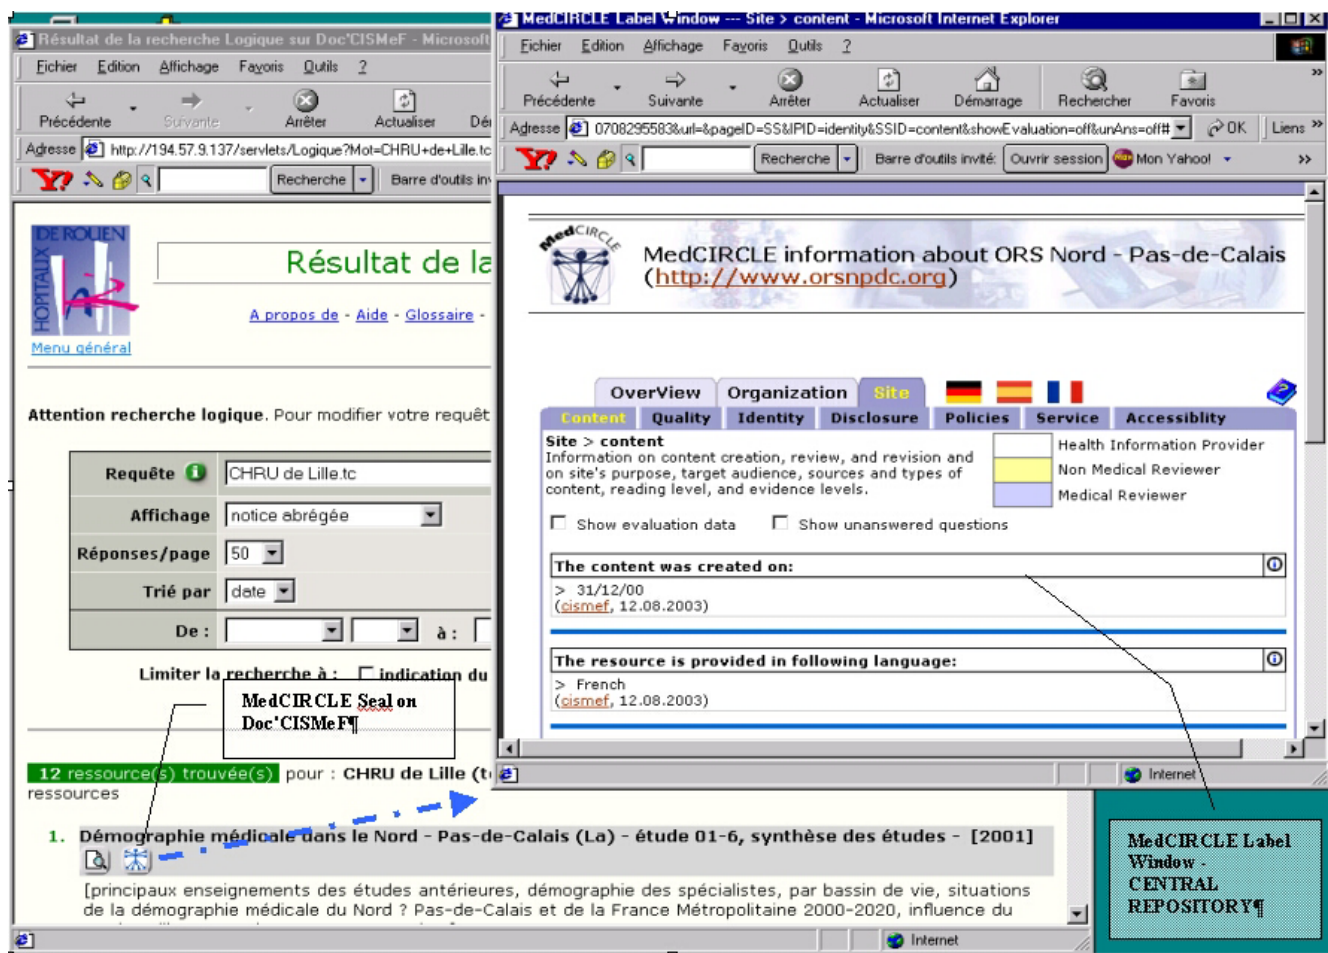 Résultat de la recherche Logique sur Doc'CISMeF - Microsoft
Fichier Edition Affichage Favoris Outils ?
Précédente Suivante Arrêter Actualiser
Adresse http://194.57.9.137/servlets/Logique?Mot=CHRU+de+Lille.tc
Y! Recherche Barre d'outils
HOPITAUX DE ROUEN
Menu général
Résultat de la
A propos de - Aide - Glossaire -
Attention recherche logique. Pour modifier votre requêt
Requête CHRU de Lille.tc
Affichage notice abrégée
Réponses/page 50
Trié par date
De : à :
Limiter la recherche à : indication du
MedCIRCLE Seal on
Doc'CISMeF¶
12 ressource(s) trouvée(s) pour : CHRU de Lille
ressources
1. Démographie médicale dans le Nord - Pas-de-Calais (La) - étude 01-6, synthèse des études - [2001]
[principaux enseignements des études antérieures, démographie des spécialistes, par bassin de vie, situations
de la démographie médicale du Nord ? Pas-de-Calais et de la France Métropolitaine 2000-2020, influence du
Internet
MedCIRCLE Label Window --- Site > content - Microsoft Internet Explorer
Fichier Edition Affichage Favoris Outils ?
Précédente Suivante Arrêter Actualiser Démarrage Rechercher Favoris »
Adresse 0708295583&url=&pageID=SS&IPID=identity&SSID=content&showEvaluation=off&unAns=off# OK Liens »
Y! Recherche Barre d'outils invité: Ouvrir session Mon Yahoo! »
MedCIRCLE
MedCIRCLE information about ORS Nord - Pas-de-Calais
(http://www.orsnpdc.org)
OverView Organization Site
Content Quality Identity Disclosure Policies Service Accessiblity
Site > content
Information on content creation, review, and revision and
on site's purpose, target audience, sources and types of
content, reading level, and evidence levels.
Health Information Provider
Non Medical Reviewer
Medical Reviewer
Show evaluation data Show unanswered questions
The content was created on:
> 31/12/00
(cismef, 12.08.2003)
The resource is provided in following language:
> French
(cismef, 12.08.2003)
Internet
MedCIRCLE Label
Window -
CENTRAL
REPOSITORY¶